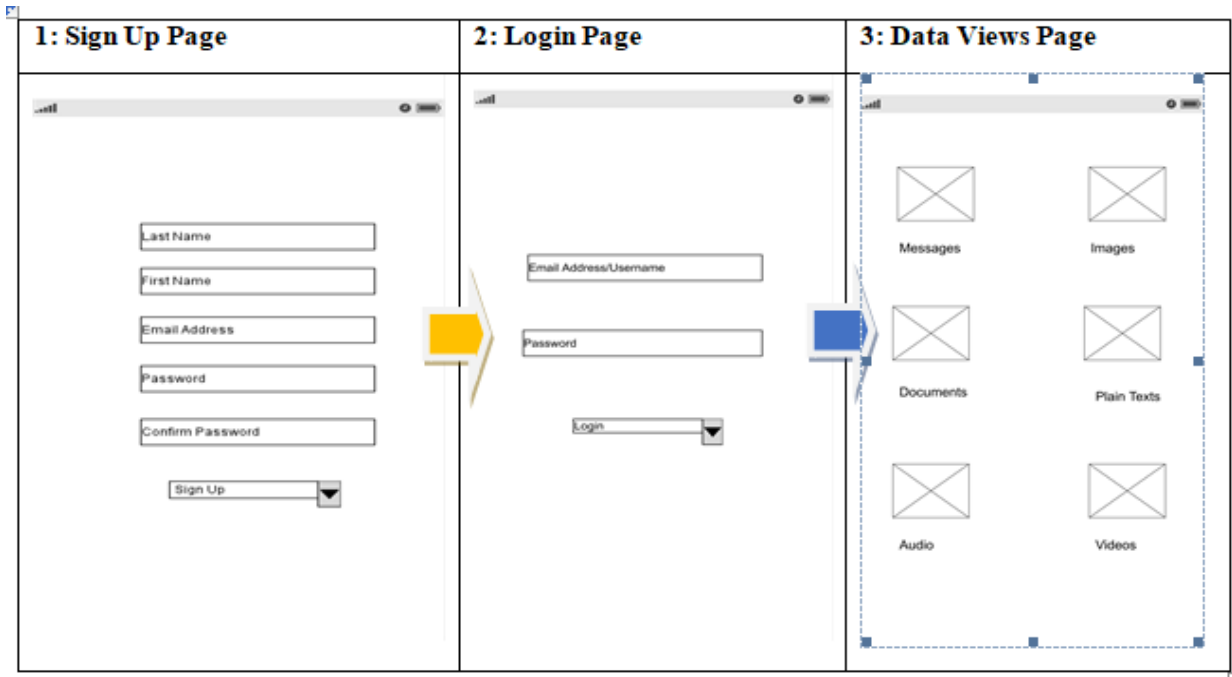 1: Sign Up Page
2: Login Page
3: Data Views Page
Last Name
First Name
Email Address
Password
Confirm Password
Sign Up
Email Address/Username
Password
Login
Messages
Images
Documents
Plain Texts
Audio
Videos